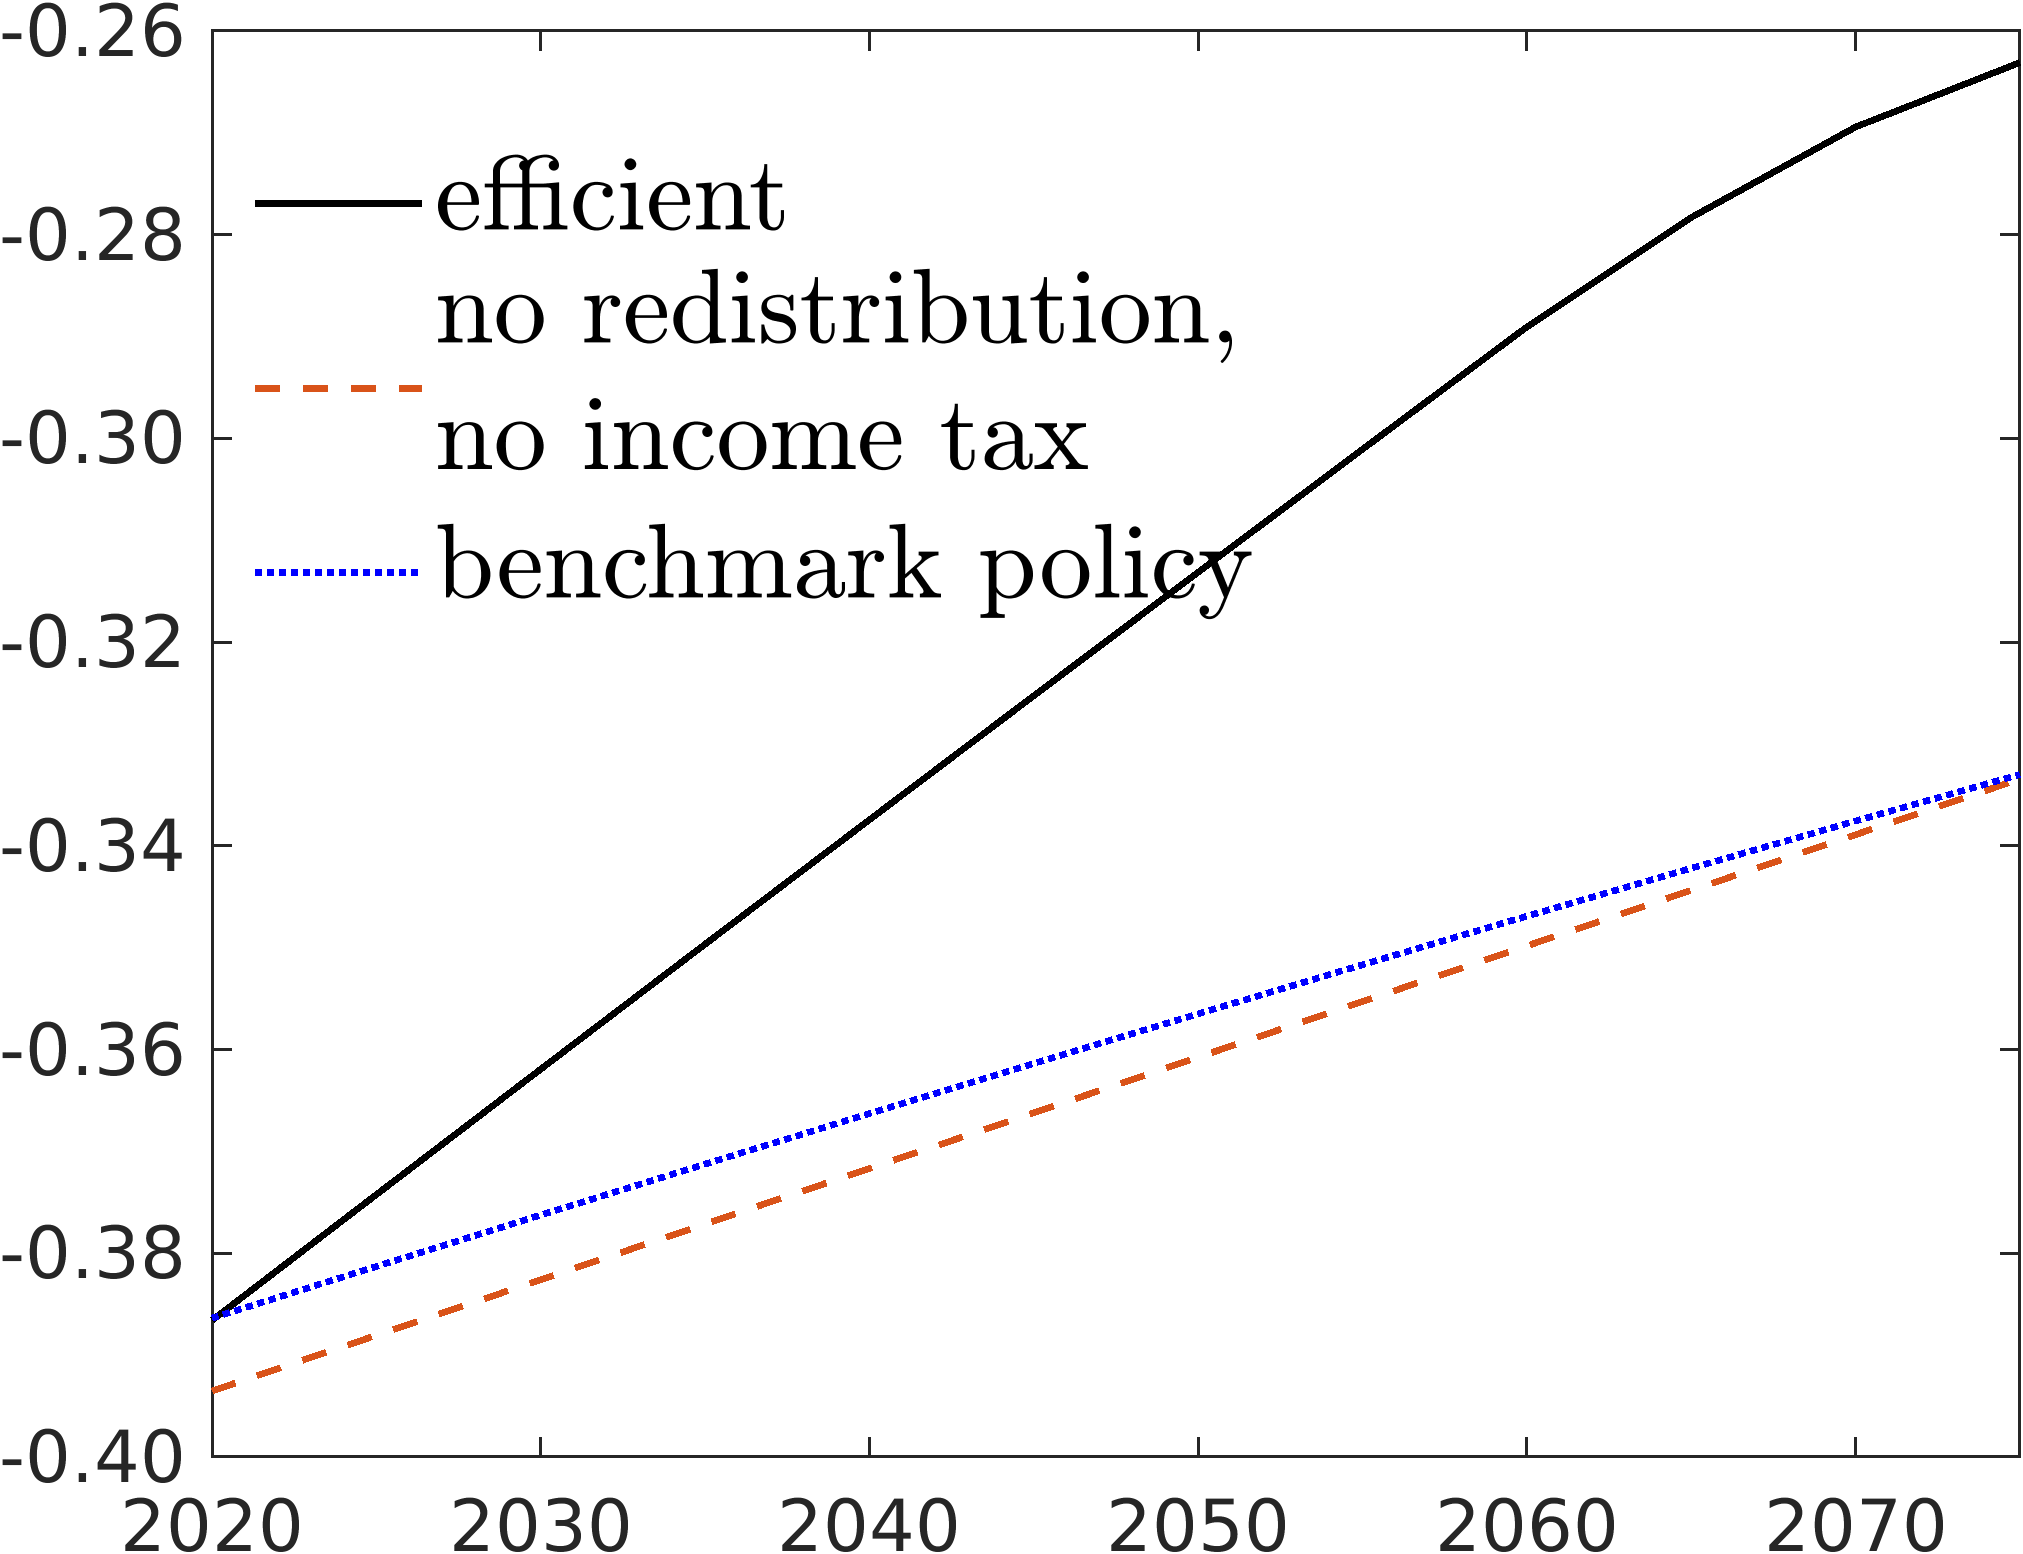 -0.26
efficient
-0.28
no redistribution,
-0.30
no income tax
benchmark policy
-0.32
-0.34
-0.36
-0.38
-0.40
2020 2030 2040 2050 2060 2070